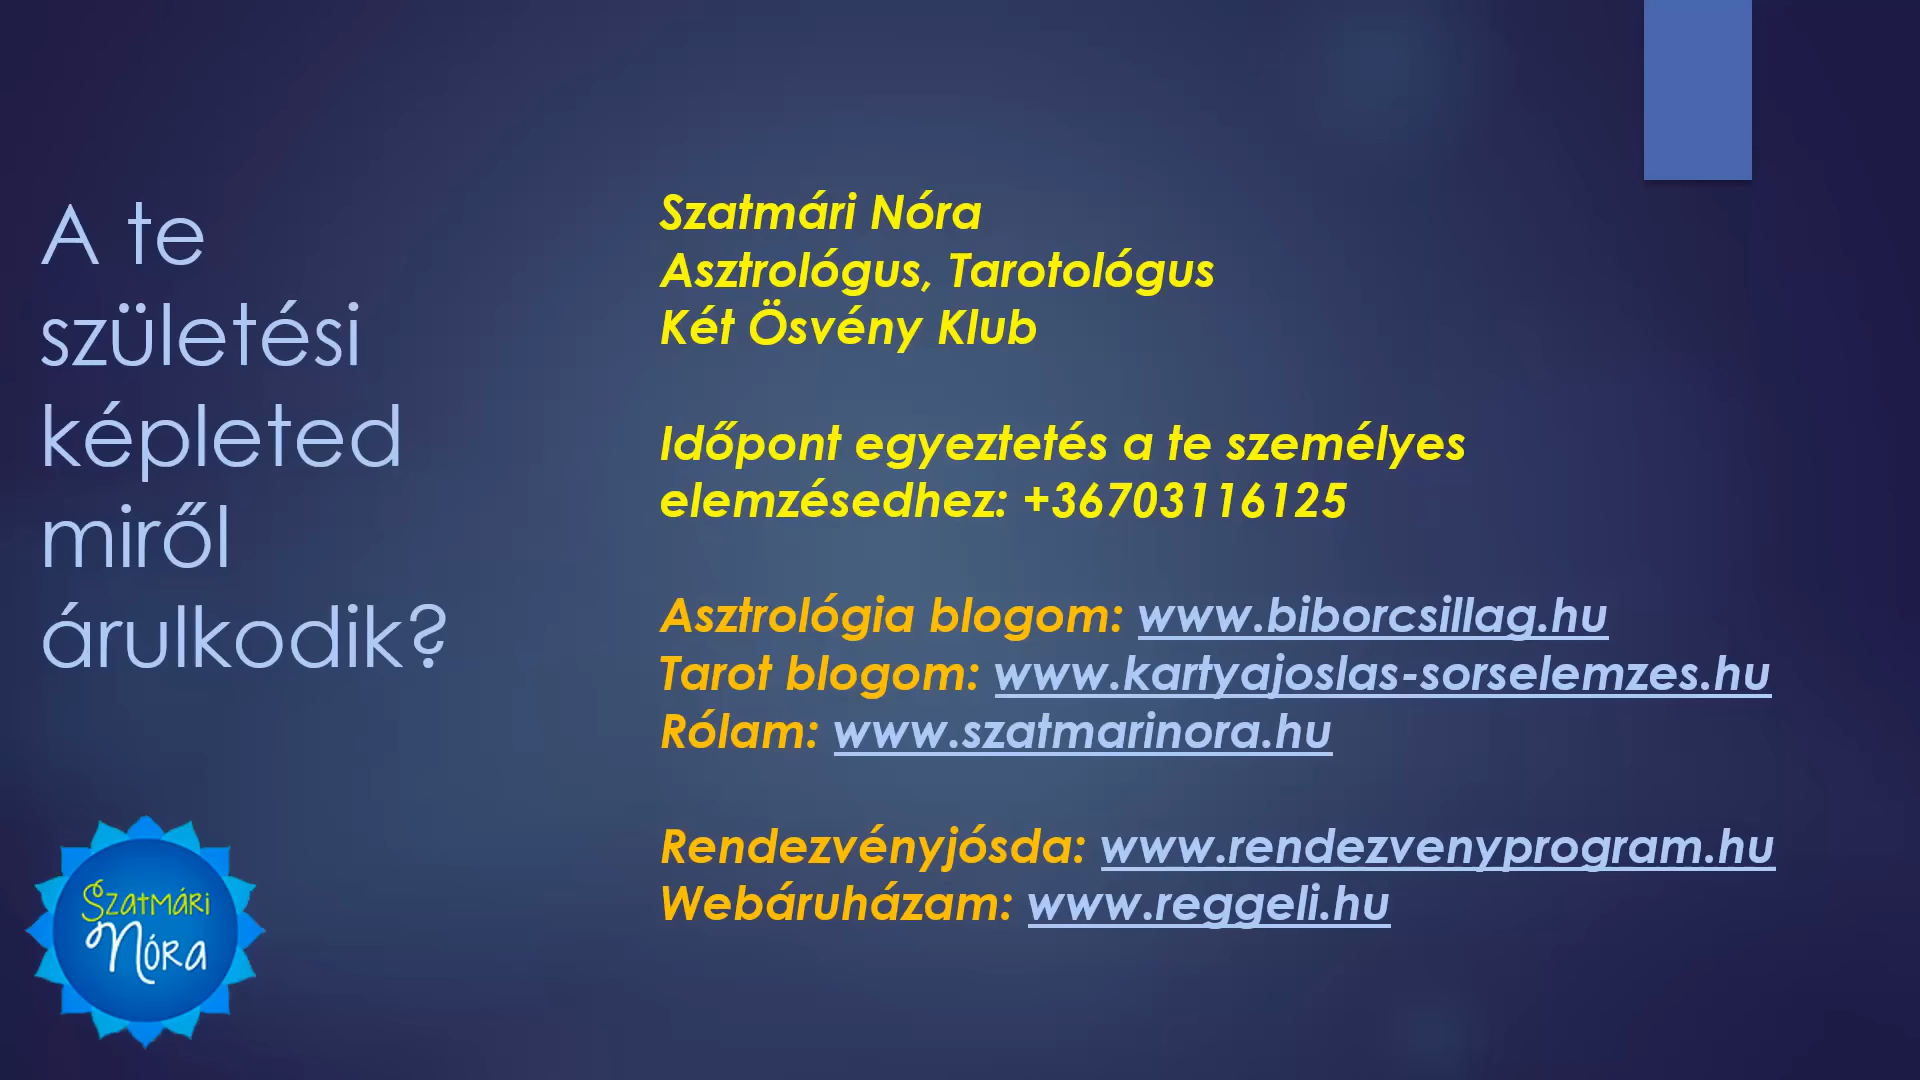 A te
születési
képleted
miről
árulkodik?
Szatmári Nóra
Asztrológus, Tarotológus
Két Ösvény Klub
Időpont egyeztetés a te személyes
elemzésedhez: +36703116125
Asztrológia blogom: www.biborcsillag.hu
Tarot blogom: www.kartyajoslas-sorselemzes.hu
Rólam: www.szatmarinora.hu
Rendezvényjósda: www.rendezvenyprogram.hu
Webáruházam: www.reggeli.hu
Szatmári
Nóra